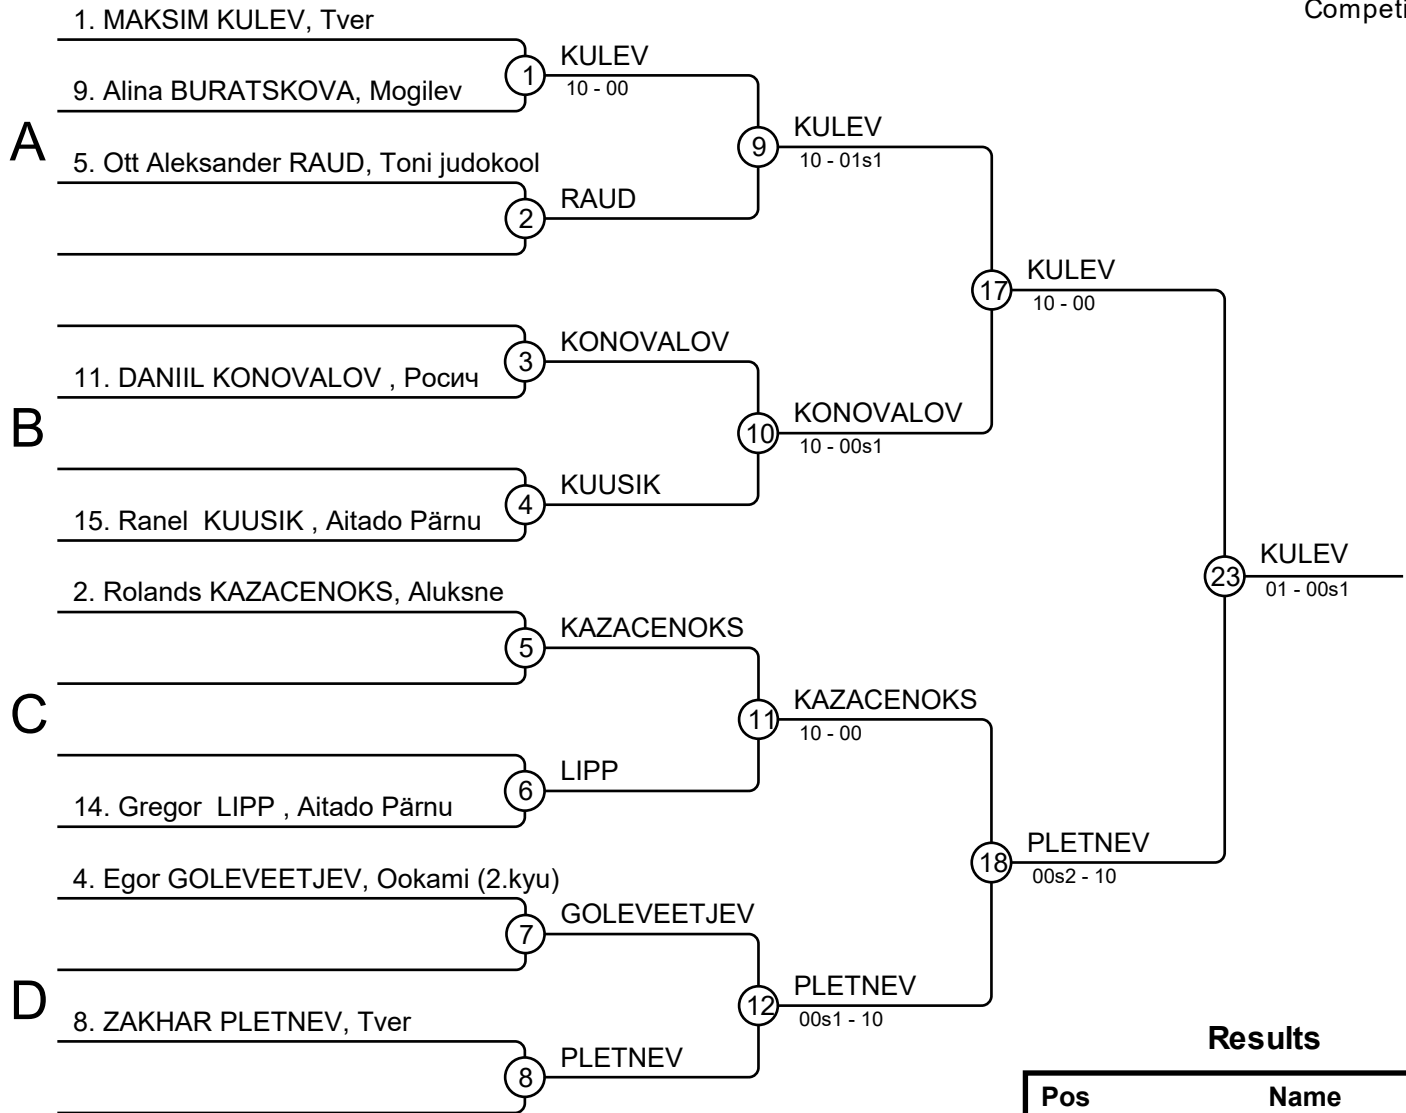 Competi
1. MAKSIM KULEV, Tver
1
KULEV
10 - 00
9. Alina BURATSKOVA, Mogilev
A
9
KULEV
10 - 01s1
5. Ott Aleksander RAUD, Toni judokool
2
RAUD
17
KULEV
10 - 00
3
KONOVALOV
11. DANIIL KONOVALOV , Росич
B
10
KONOVALOV
10 - 00s1
4
KUUSIK
15. Ranel  KUUSIK , Aitado Pärnu
23
KULEV
01 - 00s1
2. Rolands KAZACENOKS, Aluksne
5
KAZACENOKS
C
11
KAZACENOKS
10 - 00
6
LIPP
14. Gregor  LIPP , Aitado Pärnu
18
PLETNEV
00s2 - 10
4. Egor GOLEVEETJEV, Ookami (2.kyu)
7
GOLEVEETJEV
D
12
PLETNEV
00s1 - 10
8. ZAKHAR PLETNEV, Tver
8
PLETNEV
Results
Pos Name